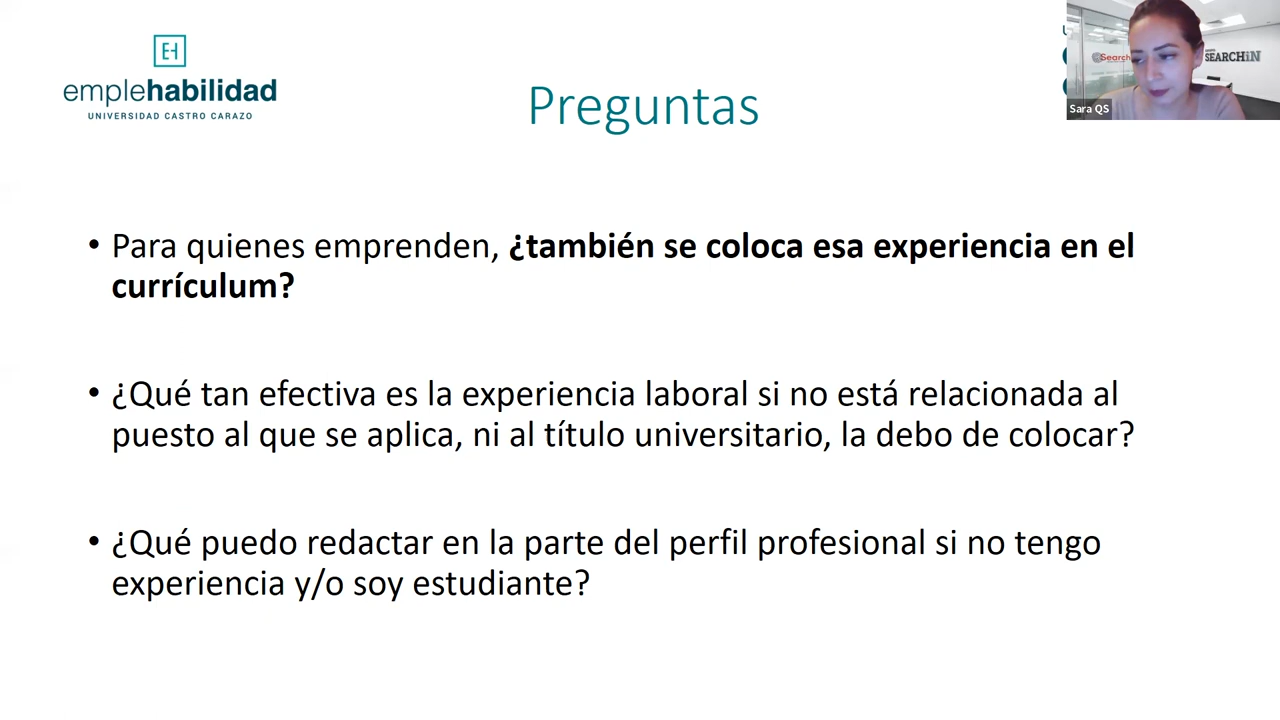 EH
emplehabilidad
UNIVERSIDAD CASTRO CARAZO
Preguntas
Search
SEARCHiN
Sara QS
• Para quienes emprenden, ¿también se coloca esa experiencia en el
currículum?
• ¿Qué tan efectiva es la experiencia laboral si no está relacionada al
puesto al que se aplica, ni al título universitario, la debo de colocar?
• ¿Qué puedo redactar en la parte del perfil profesional si no tengo
experiencia y/o soy estudiante?